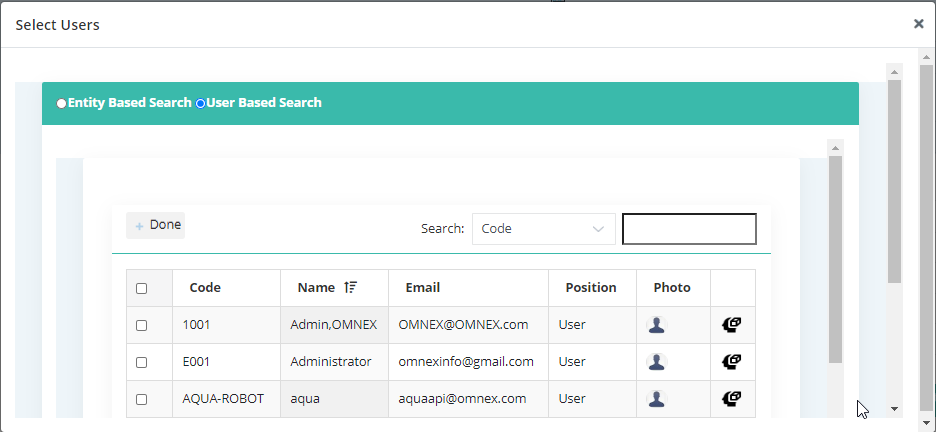 Select Users
Entity Based Search User Based Search
+ Done Search: Code
Code Name Email Position Photo
1001 Admin,OMNEX OMNEX@OMNEX.com User
E001 Administrator omnexinfo@gmail.com User
AQUA-ROBOT aqua aquaapi@omnex.com User